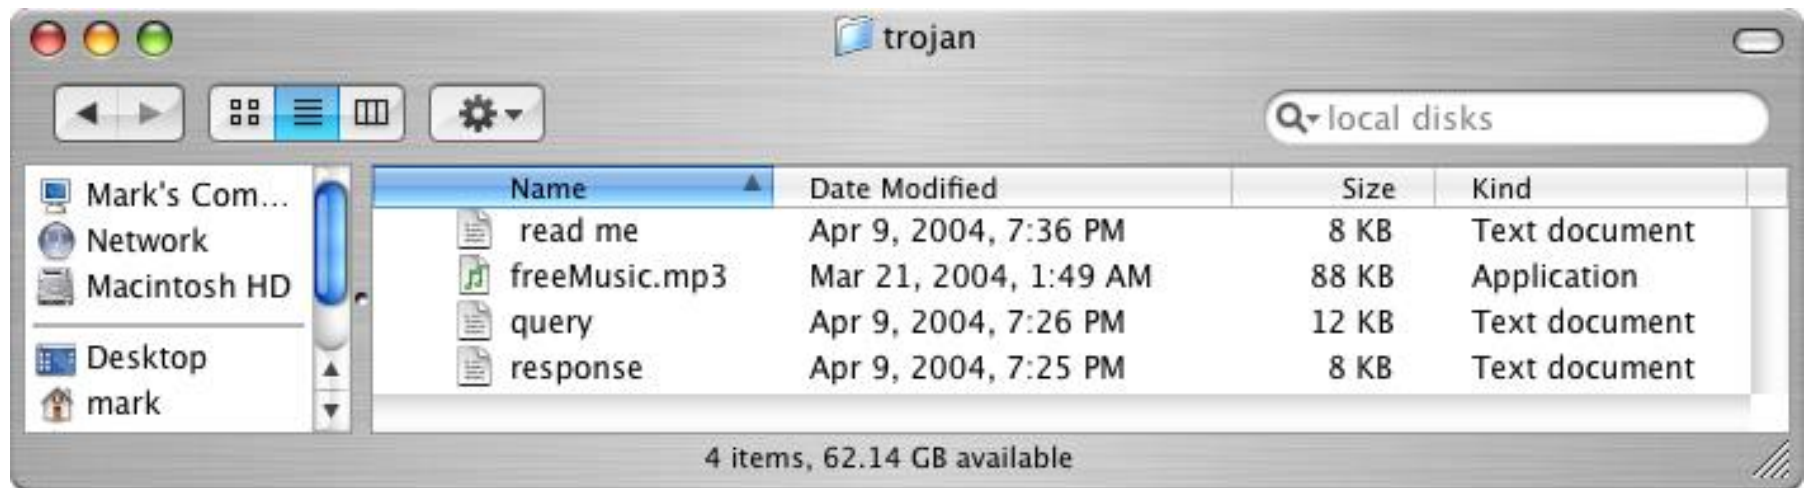 trojan
local disks
Mark's Com...
Network
Macintosh HD
Desktop
mark
Name Date Modified Size Kind
read me Apr 9, 2004, 7:36 PM 8 KB Text document
freeMusic.mp3 Mar 21, 2004, 1:49 AM 88 KB Application
query Apr 9, 2004, 7:26 PM 12 KB Text document
response Apr 9, 2004, 7:25 PM 8 KB Text document
4 items, 62.14 GB available